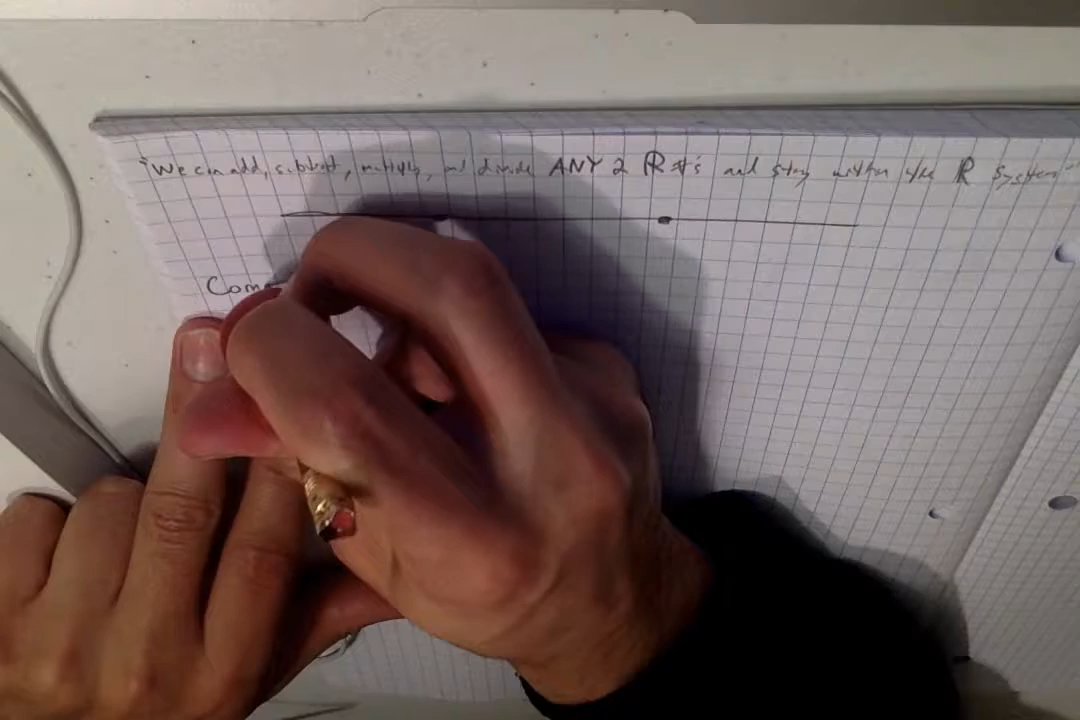 "We can add, subtract, multiply, and divide ANY 2 ℝ #'s and stay within the ℝ system"
Com